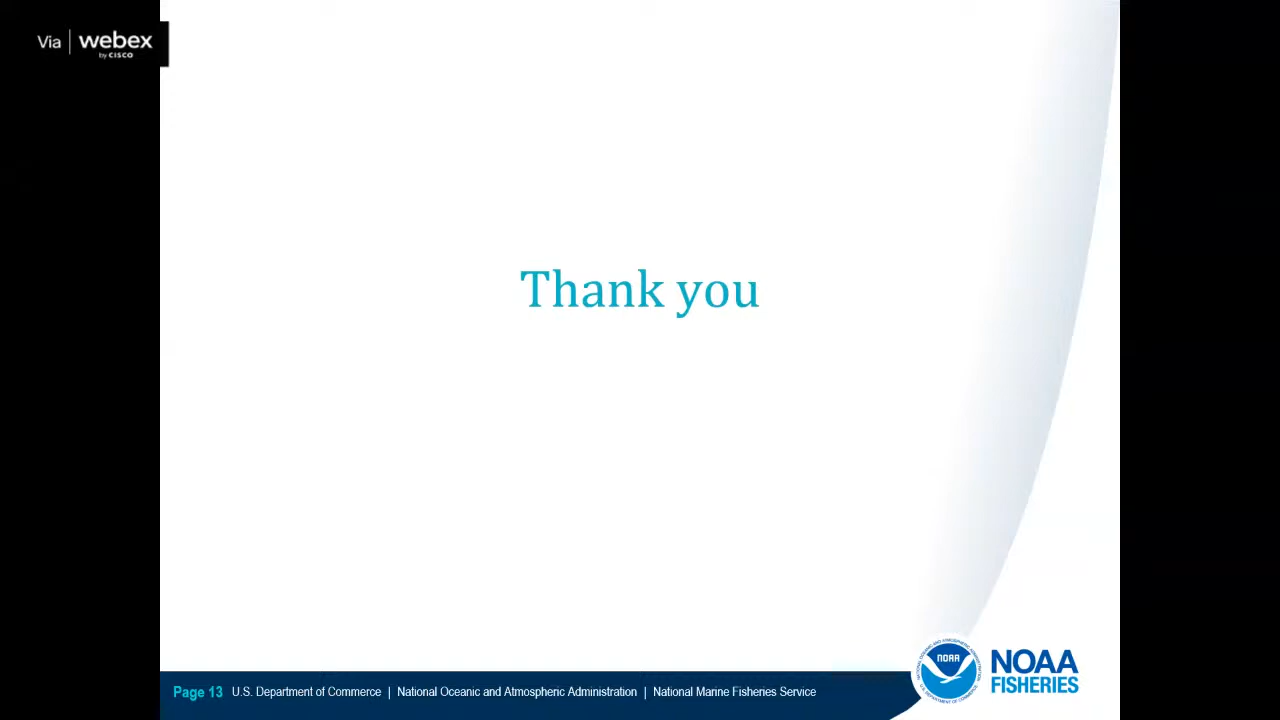 Via | webex
by CISCO
Thank you
NOAA
NOAA
FISHERIES
Page 13 U.S. Department of Commerce | National Oceanic and Atmospheric Administration | National Marine Fisheries Service